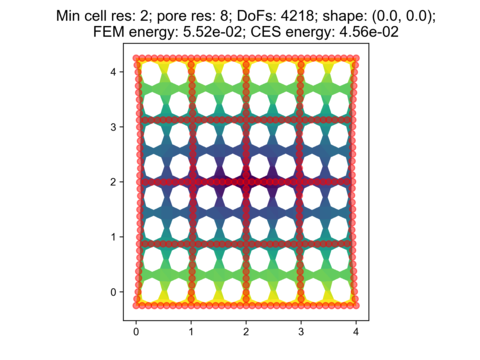 Min cell res: 2; pore res: 8; DoFs: 4218; shape: (0.0, 0.0);
FEM energy: 5.52e-02; CES energy: 4.56e-02
4
3
2
1
0
0 1 2 3 4